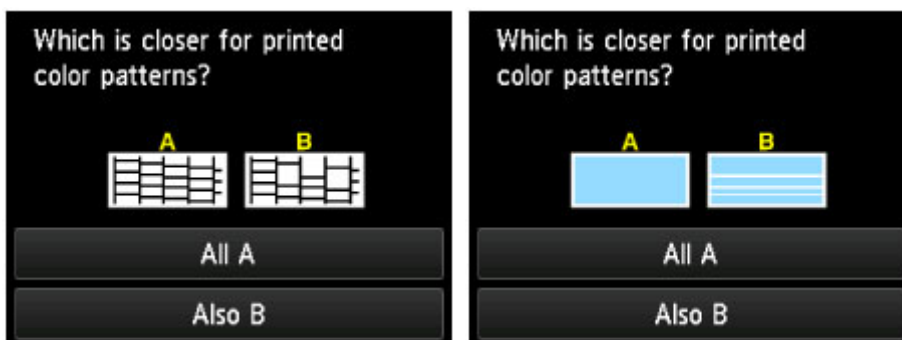 Which is closer for printed
color patterns?
A B
All A
Also B
Which is closer for printed
color patterns?
A B
All A
Also B